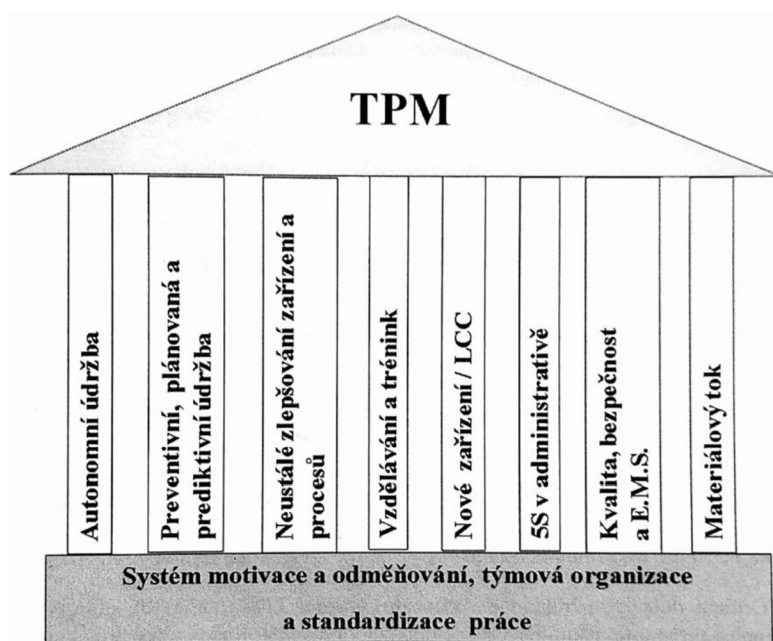 TPM
Autonomní údržba
Preventivní, plánovaná a
prediktivní údržba
Neustálé zlepšování zařízení a
procesů
Vzdělávání a trénink
Nové zařízení / LCC
5S v administrativě
Kvalita, bezpečnost
a E.M.S.
Materiálový tok
Systém motivace a odměňování, týmová organizace
a standardizace práce